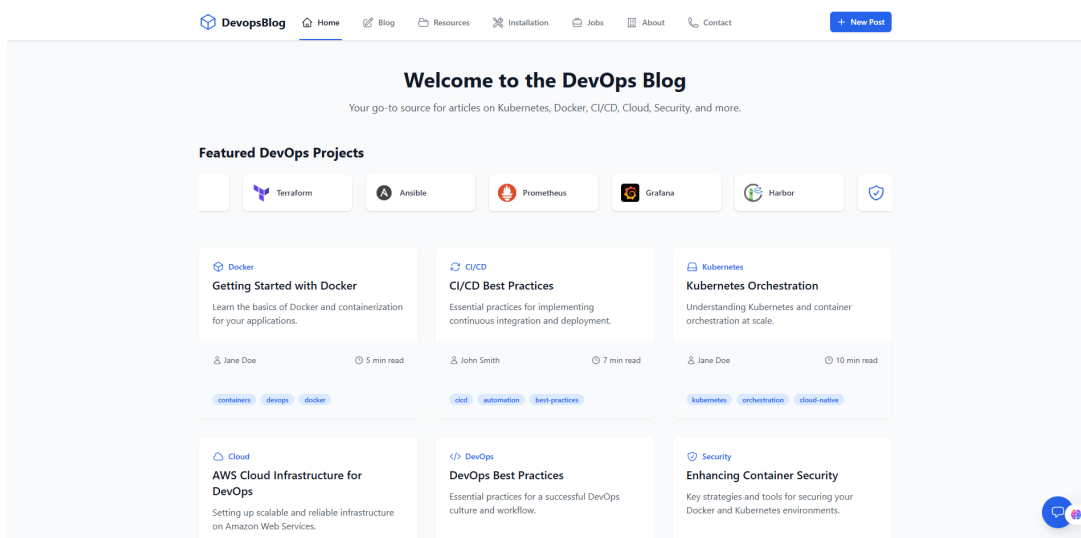 DevopsBlog Home Blog Resources Installation Jobs About Contact + New Post
Welcome to the DevOps Blog
Your go-to source for articles on Kubernetes, Docker, CI/CD, Cloud, Security, and more.
Featured DevOps Projects
Terraform Ansible Prometheus Grafana Harbor
Docker
Getting Started with Docker
Learn the basics of Docker and containerization
for your applications.
Jane Doe 5 min read
containers devops docker
CI/CD
CI/CD Best Practices
Essential practices for implementing
continuous integration and deployment.
John Smith 7 min read
cicd automation best-practices
Kubernetes
Kubernetes Orchestration
Understanding Kubernetes and container
orchestration at scale.
Jane Doe 10 min read
kubernetes orchestration cloud-native
Cloud
AWS Cloud Infrastructure for
DevOps
Setting up scalable and reliable infrastructure
on Amazon Web Services.
DevOps
DevOps Best Practices
Essential practices for a successful DevOps
culture and workflow.
Security
Enhancing Container Security
Key strategies and tools for securing your
Docker and Kubernetes environments.